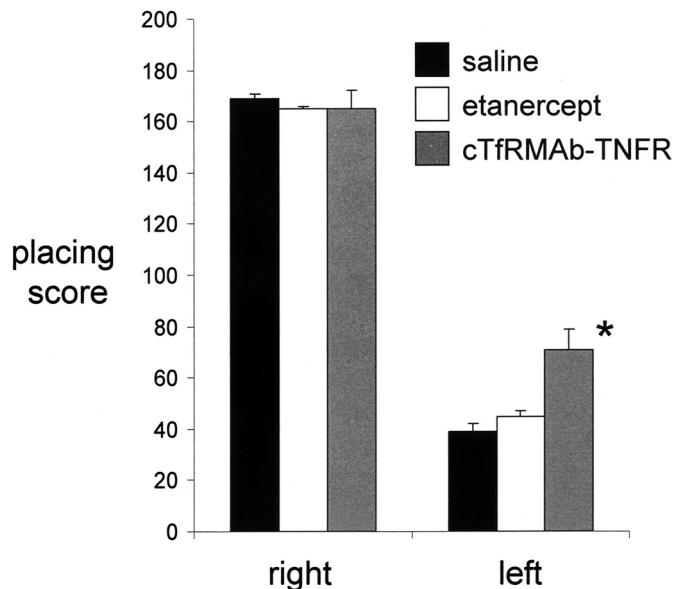 200
180
160
140
120
100
80
60
40
20
0
placing
score
saline
etanercept
cTfRMAb-TNFR
*
right
left